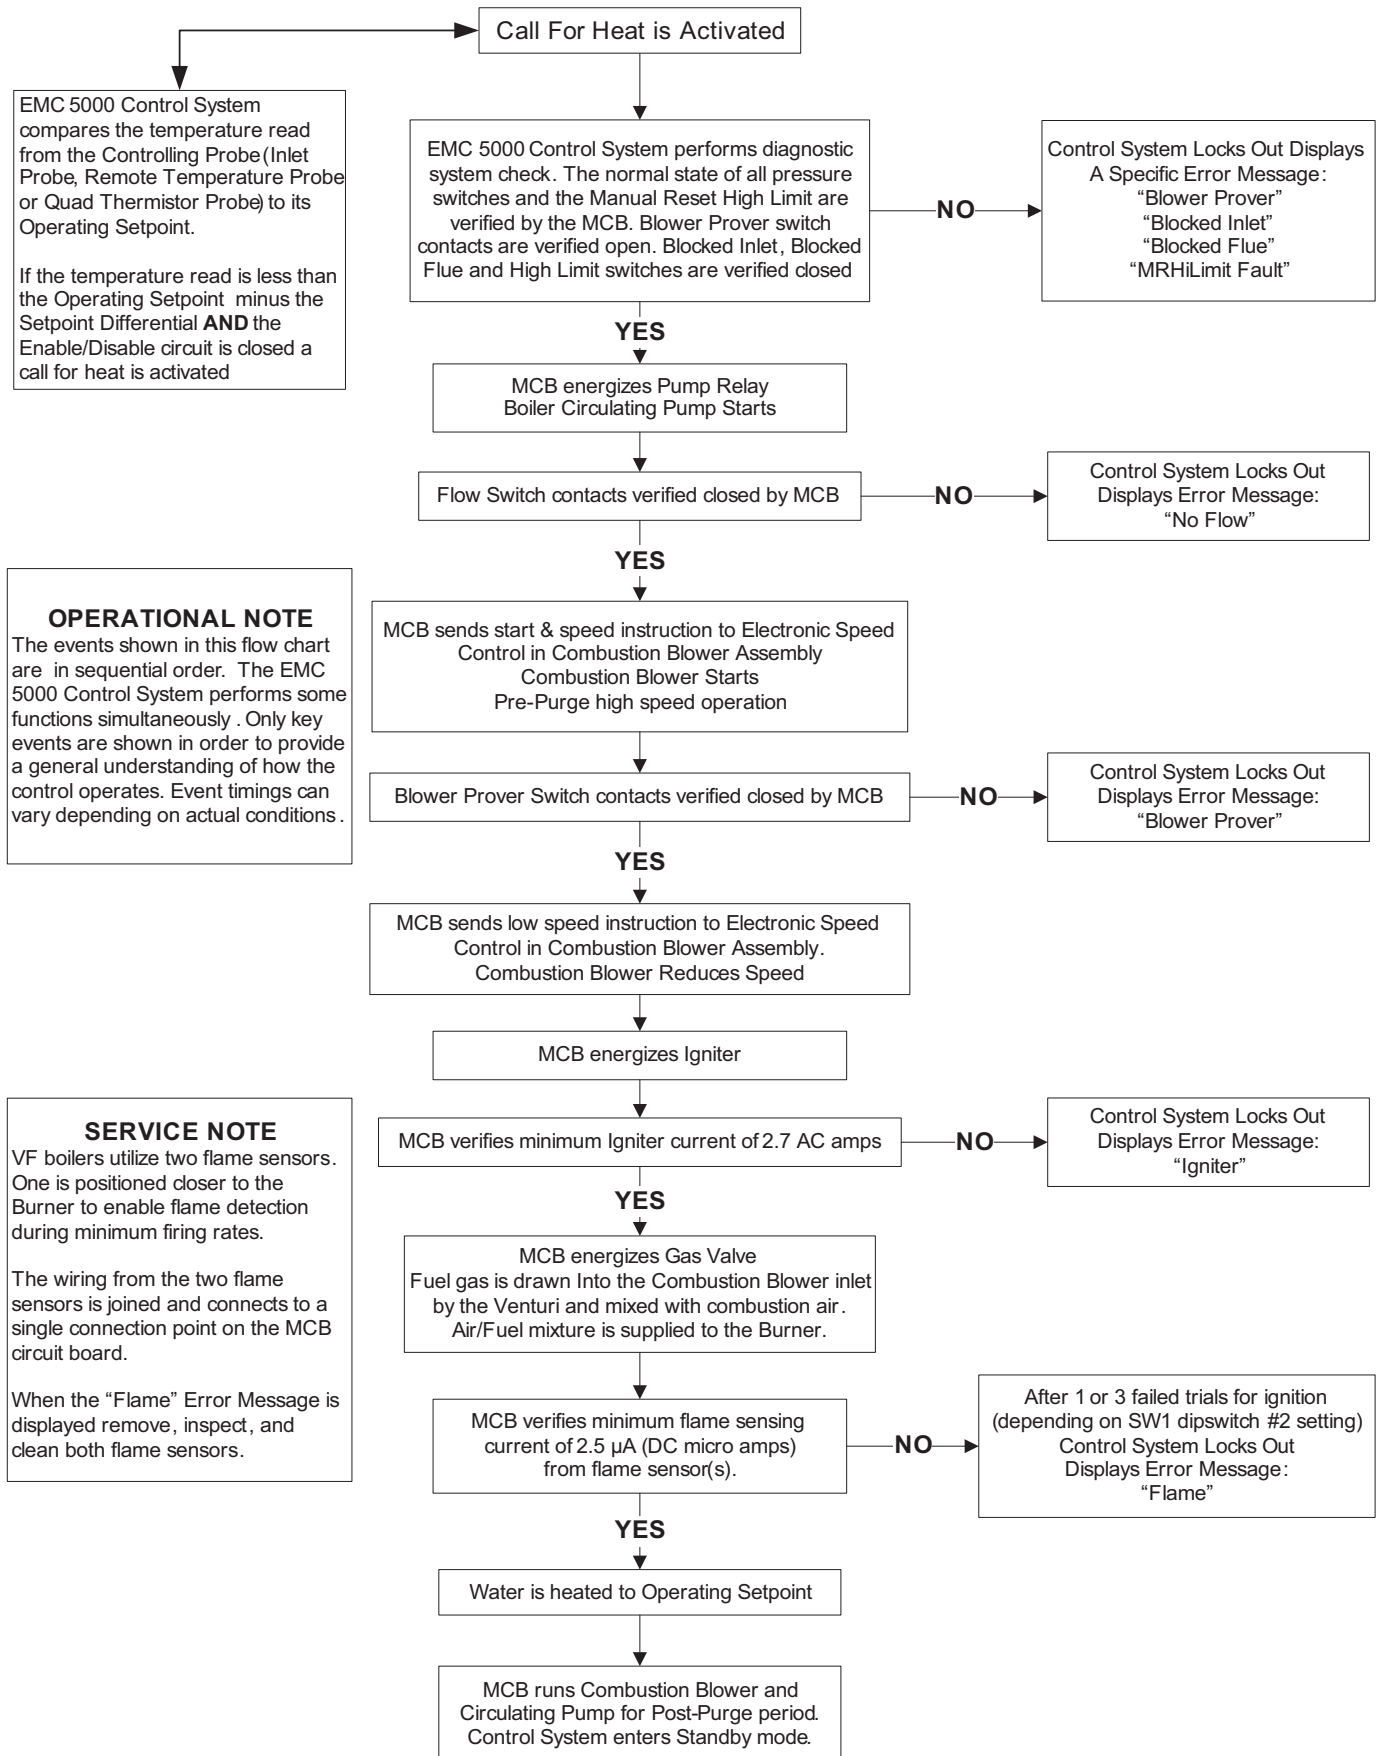 Call For Heat is Activated
EMC 5000 Control System
compares the temperature read
from the Controlling Probe (Inlet
Probe, Remote Temperature Probe
or Quad Thermistor Probe) to its
Operating Setpoint.
If the temperature read is less than
the Operating Setpoint minus the
Setpoint Differential AND the
Enable/Disable circuit is closed a
call for heat is activated
EMC 5000 Control System performs diagnostic
system check. The normal state of all pressure
switches and the Manual Reset High Limit are
verified by the MCB. Blower Prover switch
contacts are verified open. Blocked Inlet, Blocked
Flue and High Limit switches are verified closed
NO
Control System Locks Out Displays
A Specific Error Message:
“Blower Prover”
“Blocked Inlet”
“Blocked Flue”
“MRHiLimit Fault”
YES
MCB energizes Pump Relay
Boiler Circulating Pump Starts
Flow Switch contacts verified closed by MCB
NO
Control System Locks Out
Displays Error Message:
“No Flow”
YES
OPERATIONAL NOTE
The events shown in this flow chart
are in sequential order. The EMC
5000 Control System performs some
functions simultaneously. Only key
events are shown in order to provide
a general understanding of how the
control operates. Event timings can
vary depending on actual conditions.
MCB sends start & speed instruction to Electronic Speed
Control in Combustion Blower Assembly
Combustion Blower Starts
Pre-Purge high speed operation
Blower Prover Switch contacts verified closed by MCB
NO
Control System Locks Out
Displays Error Message:
“Blower Prover”
YES
MCB sends low speed instruction to Electronic Speed
Control in Combustion Blower Assembly.
Combustion Blower Reduces Speed
MCB energizes Igniter
SERVICE NOTE
VF boilers utilize two flame sensors.
One is positioned closer to the
Burner to enable flame detection
during minimum firing rates.
The wiring from the two flame
sensors is joined and connects to a
single connection point on the MCB
circuit board.
When the “Flame” Error Message is
displayed remove, inspect, and
clean both flame sensors.
MCB verifies minimum Igniter current of 2.7 AC amps
NO
Control System Locks Out
Displays Error Message:
“Igniter”
YES
MCB energizes Gas Valve
Fuel gas is drawn Into the Combustion Blower inlet
by the Venturi and mixed with combustion air.
Air/Fuel mixture is supplied to the Burner.
MCB verifies minimum flame sensing
current of 2.5 µA (DC micro amps)
from flame sensor(s).
NO
After 1 or 3 failed trials for ignition
(depending on SW1 dipswitch #2 setting)
Control System Locks Out
Displays Error Message:
“Flame”
YES
Water is heated to Operating Setpoint
MCB runs Combustion Blower and
Circulating Pump for Post-Purge period.
Control System enters Standby mode.